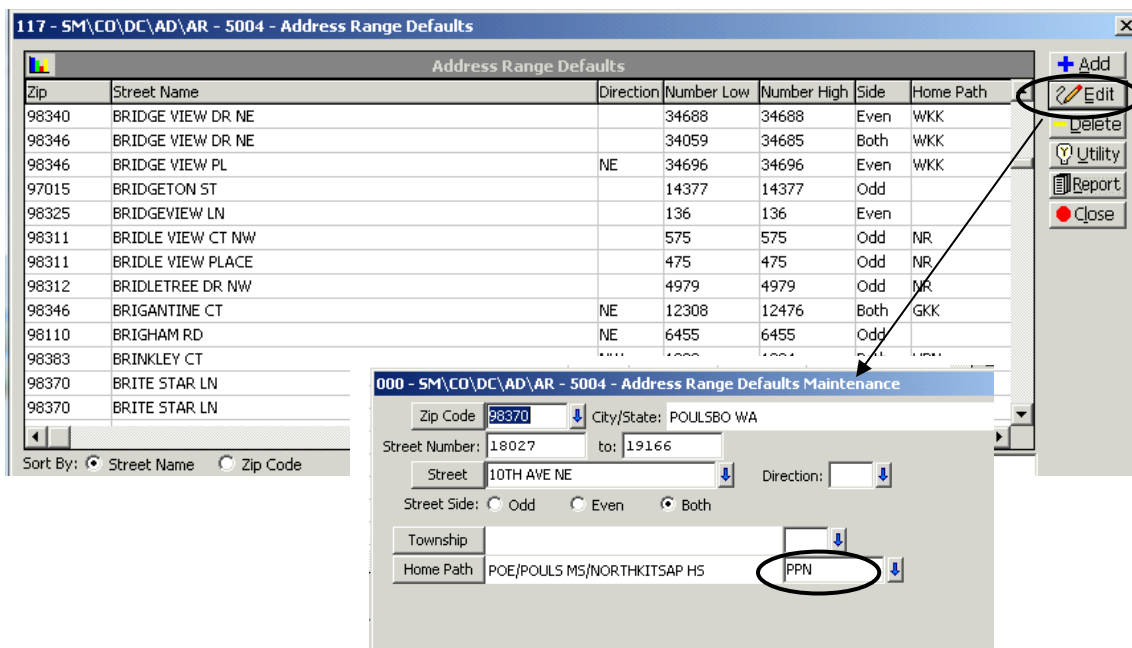 117 - SM\CO\DC\AD\AR - 5004 - Address Range Defaults
Address Range Defaults
Zip Street Name Direction Number Low Number High Side Home Path
98340 BRIDGE VIEW DR NE 34688 34688 Even WKK
98346 BRIDGE VIEW DR NE 34059 34685 Both WKK
98346 BRIDGE VIEW PL NE 34696 34696 Even WKK
97015 BRIDGETON ST 14377 14377 Odd
98325 BRIDGEVIEW LN 136 136 Even
98311 BRIDLE VIEW CT NW 575 575 Odd NR
98311 BRIDLE VIEW PLACE 475 475 Odd NR
98312 BRIDLETREE DR NW 4979 4979 Odd NR
98346 BRIGANTINE CT NE 12308 12476 Both GKK
98110 BRIGHAM RD NE 6455 6455 Odd
98383 BRINKLEY CT
98370 BRITE STAR LN
98370 BRITE STAR LN
Sort By: Street Name Zip Code
Add
Edit
Delete
Utility
Report
Close
000 - SM\CO\DC\AD\AR - 5004 - Address Range Defaults Maintenance
Zip Code 98370 City/State: POULSBO WA
Street Number: 18027 to: 19166
Street 10TH AVE NE Direction:
Street Side: Odd Even Both
Township
Home Path POE/POULS MS/NORTHKITSAP HS PPN